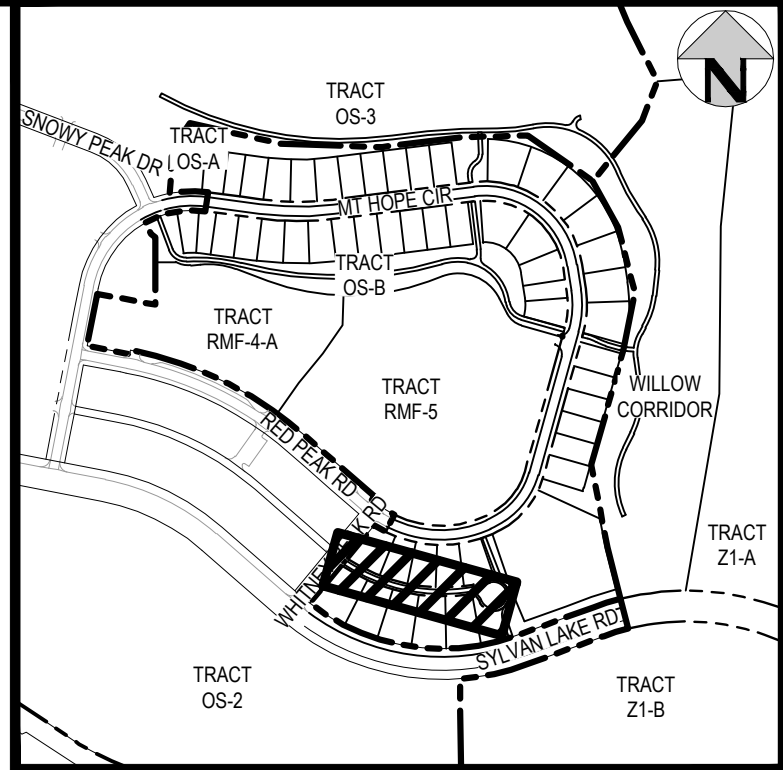 N
TRACT
OS-3
SNOWY PEAK DR
TRACT
OS-A
MT HOPE CIR
TRACT
OS-B
TRACT
RMF-4-A
TRACT
RMF-5
WILLOW
CORRIDOR
RED PEAK RD
TRACT
Z1-A
SYLVAN LAKE RD
TRACT
OS-2
TRACT
Z1-B